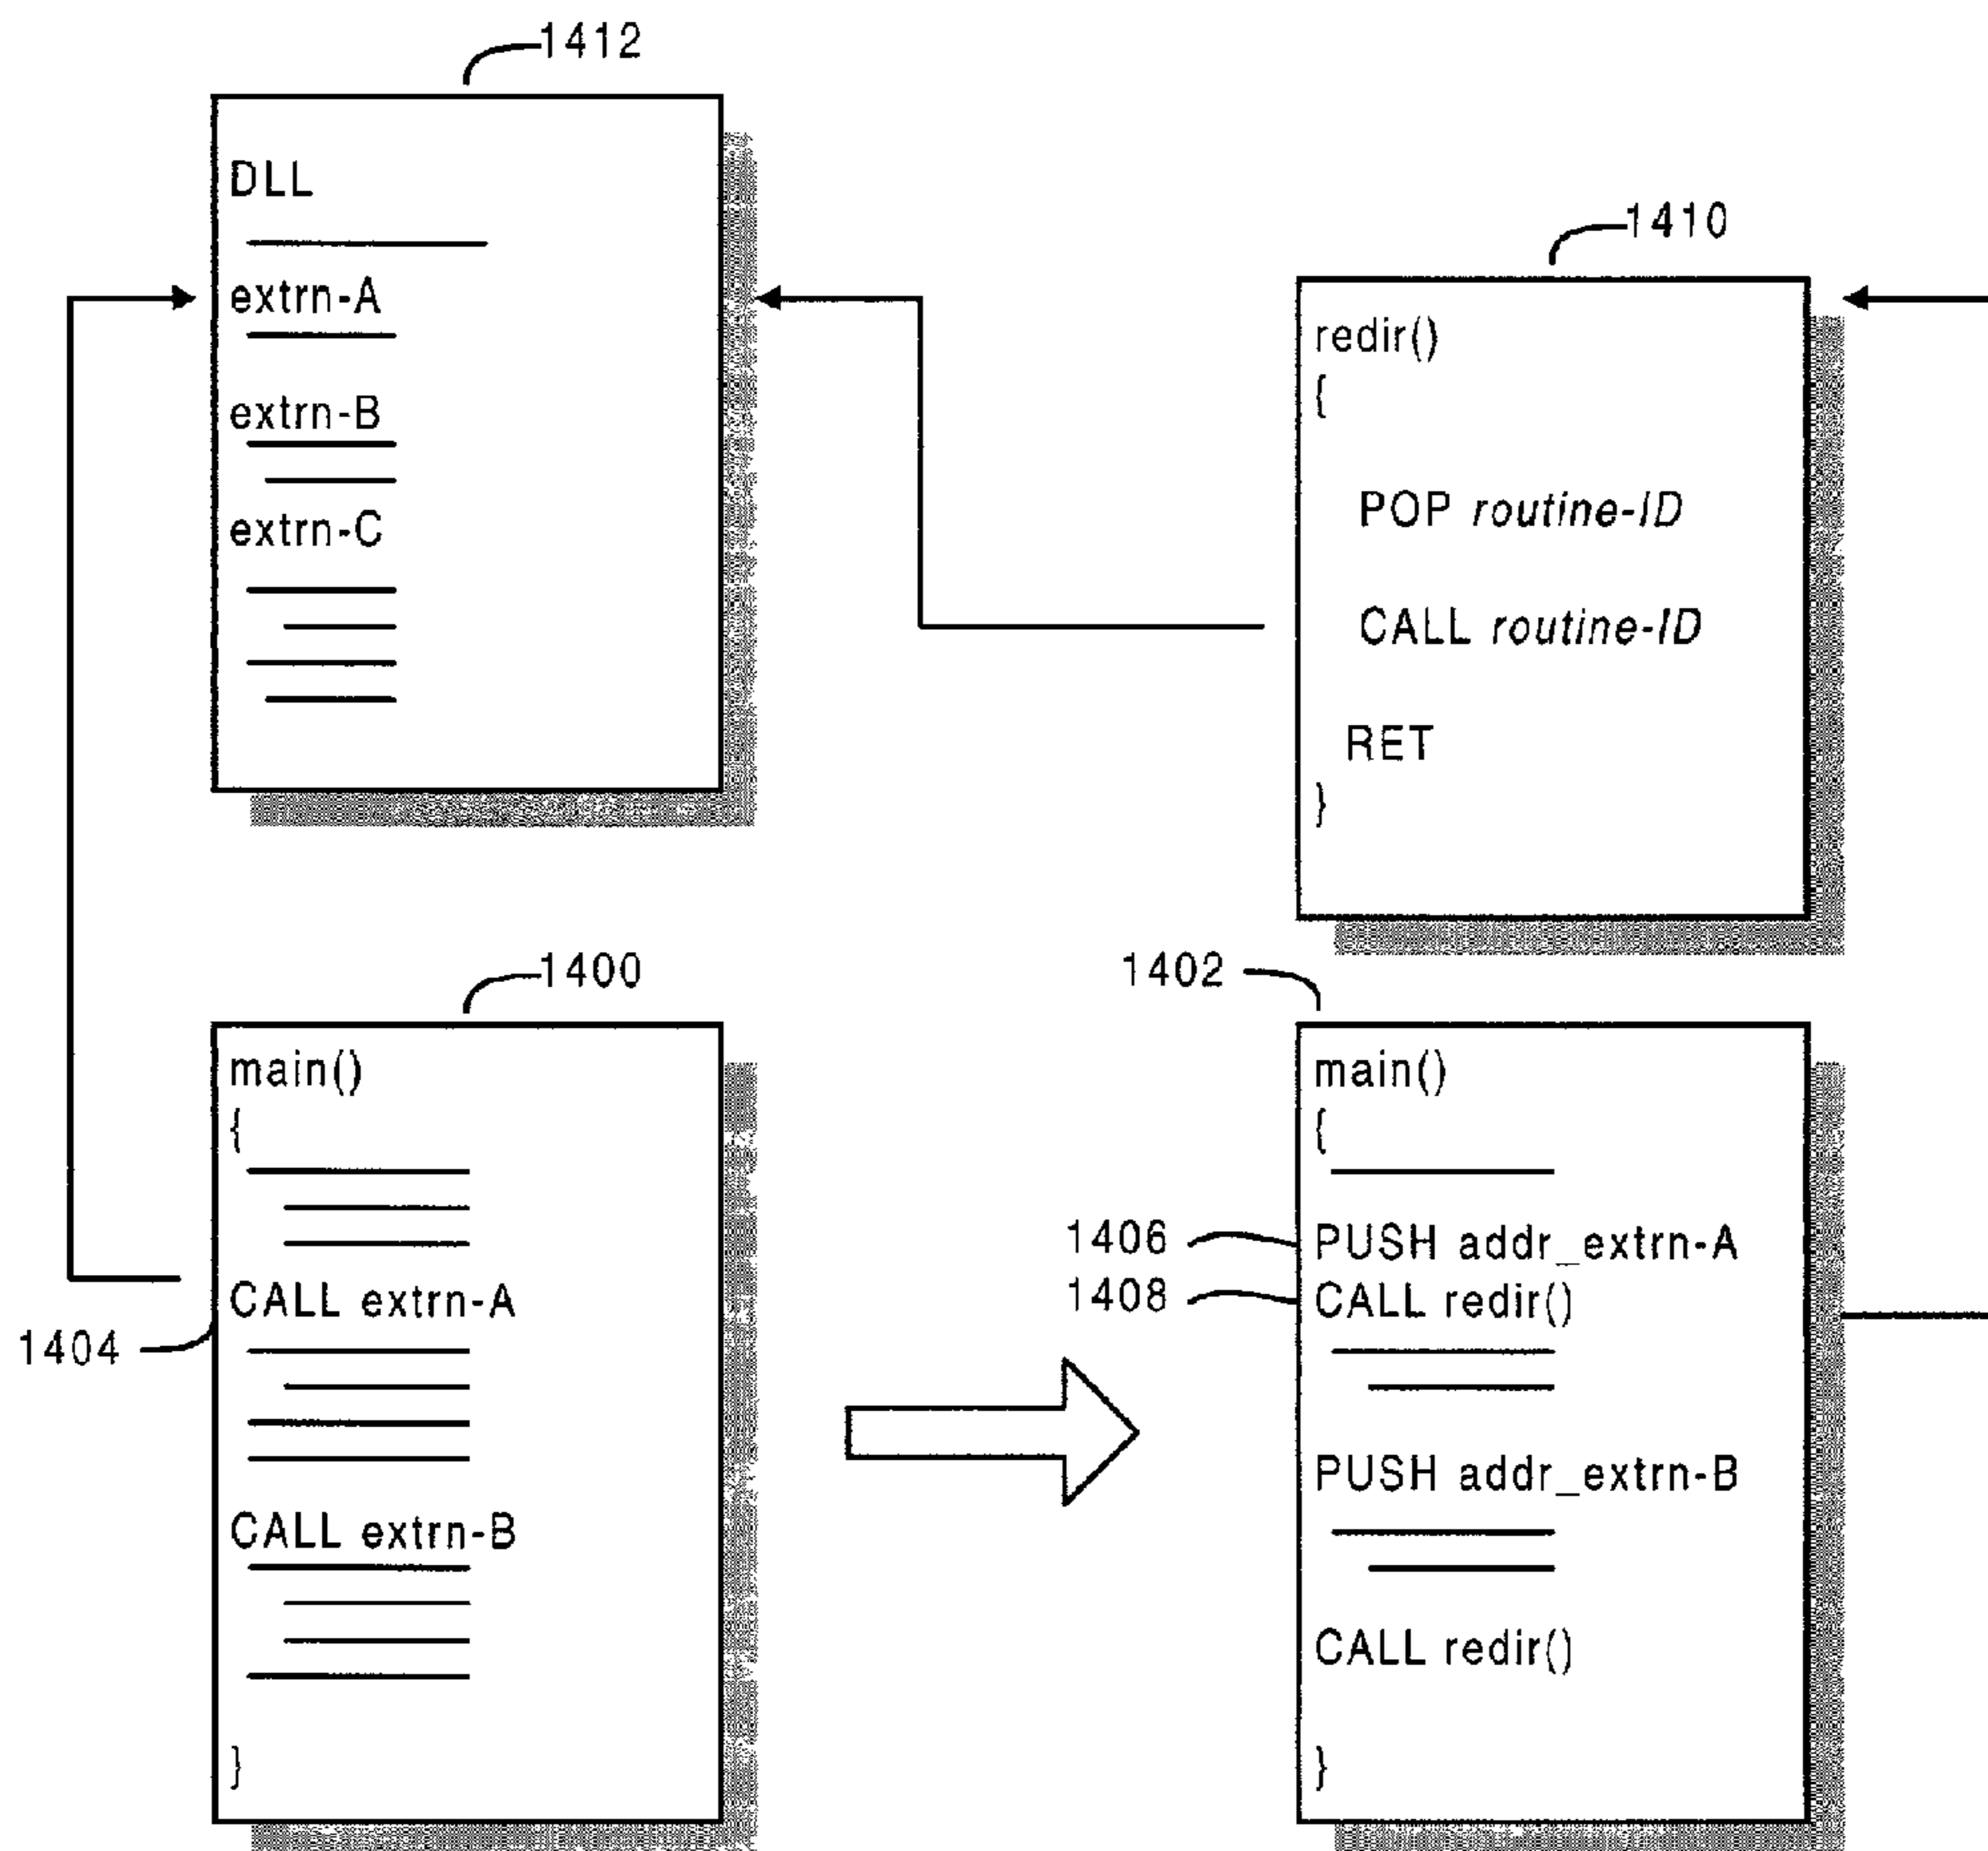 1412
DLL
extrn-A
extrn-B
extrn-C
1410
redir()
{
POP routine-ID
CALL routine-ID
RET
}
1400
main()
{
CALL extrn-A
1404
CALL extrn-B
}
1402
main()
{
1406
PUSH addr_extrn-A
1408
CALL redir()
PUSH addr_extrn-B
CALL redir()
}